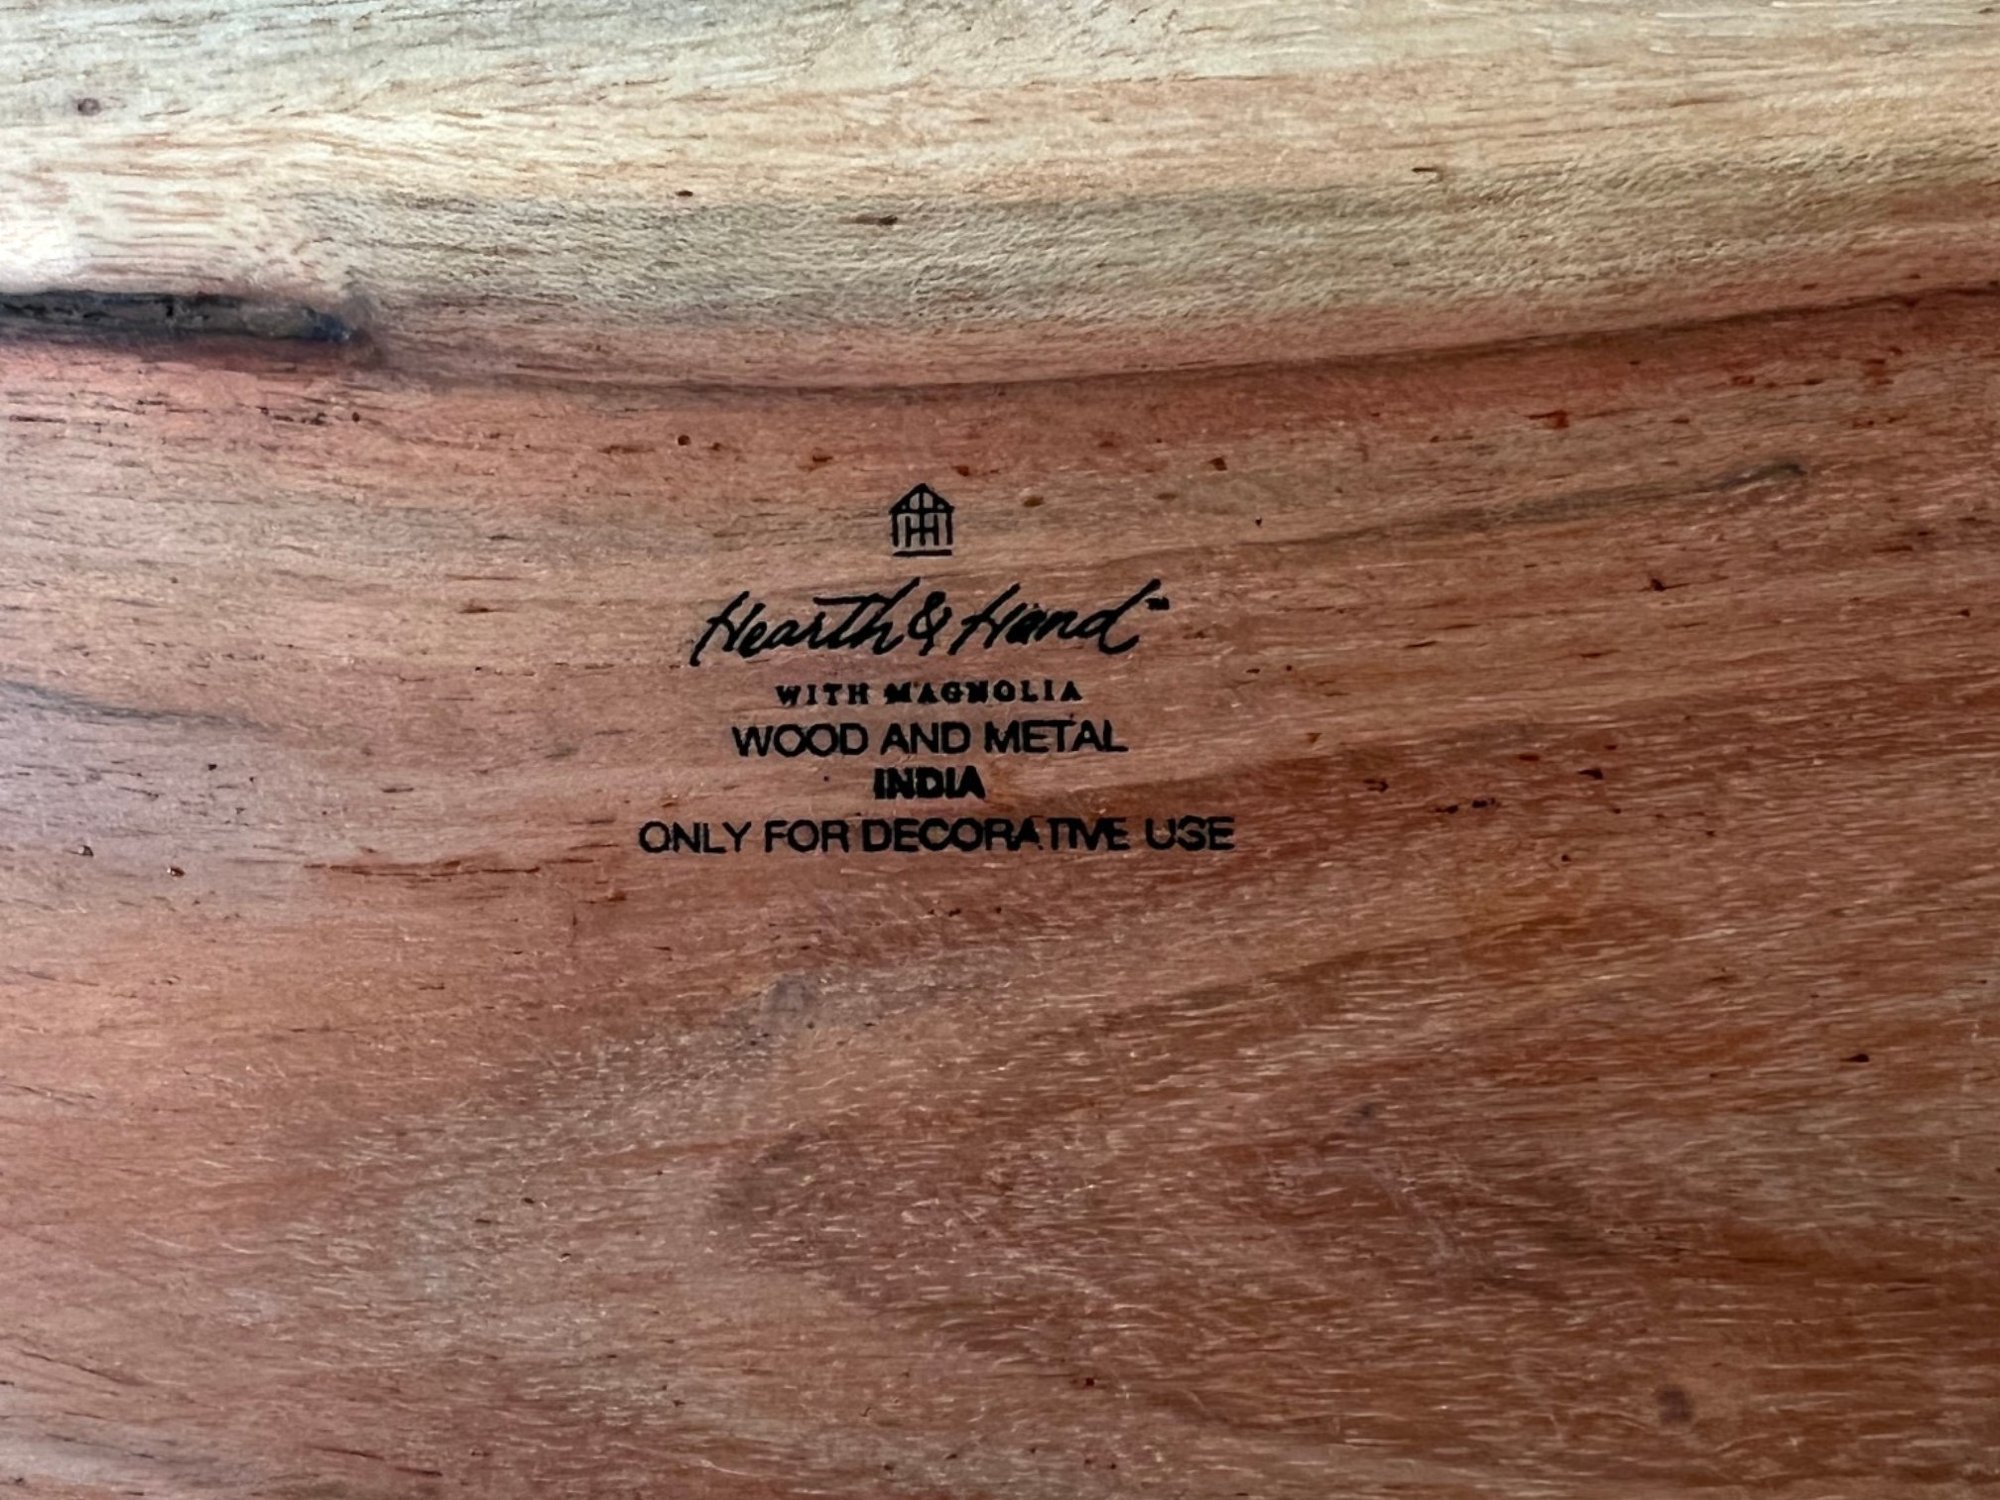 Hearth & Hand™
WITH MAGNOLIA
WOOD AND METAL
INDIA
ONLY FOR DECORATIVE USE